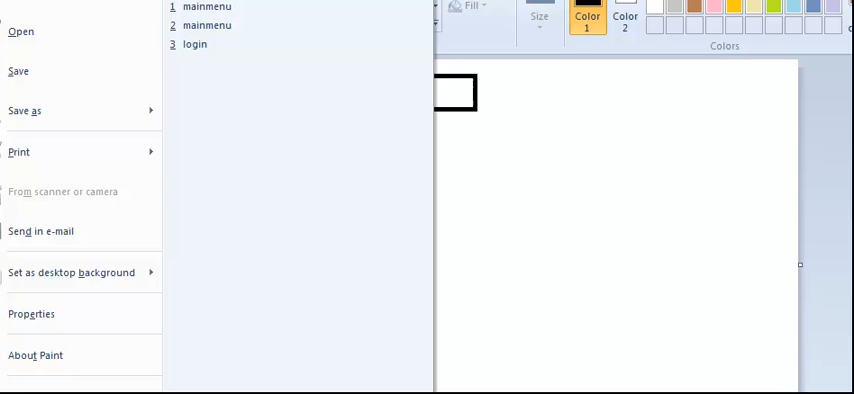 1 mainmenu
Open
2 mainmenu
3 login
Save
Save as
Print
From scanner or camera
Send in e-mail
Set as desktop background
Properties
About Paint
Fill
Size
Color
1
Color
2
Colors